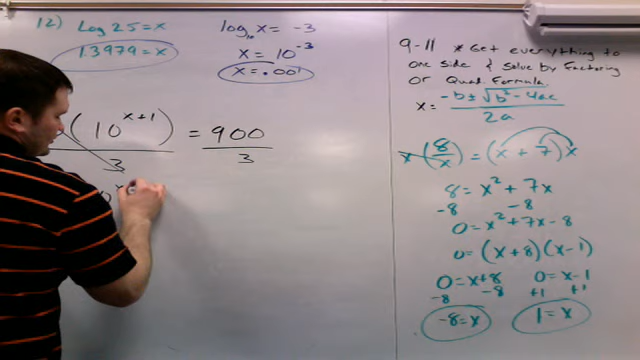 12) Log 25 = x
1.3979 = x
log₁₀ x = -3
x = 10⁻³
x = .001
(10ˣ⁺¹) = 900
3 3
9-11 * Get everything to
one side & solve by Factoring
or Quad. Formula.
x = -b ± √b² - 4ac
2a
x(8/x) = (x + 7)x
8 = x² + 7x
-8 -8
0 = x² + 7x - 8
0 = (x + 8)(x - 1)
0 = x+8 0 = x - 1
-8 -8 +1 +1
-8 = x 1 = x